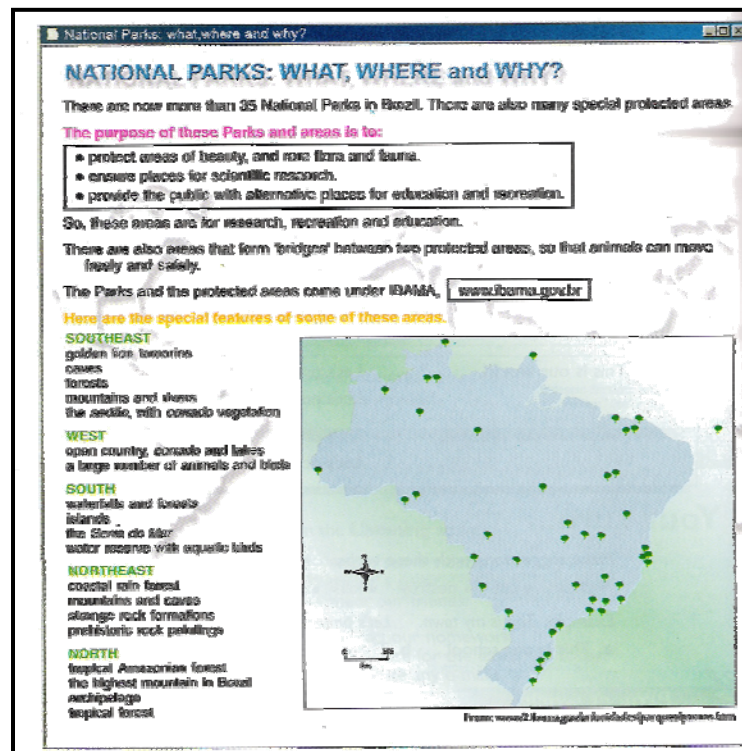 National Parks: what,where and why?
NATIONAL PARKS: WHAT, WHERE and WHY?
There are now more than 35 National Parks in Brazil. There are also many special protected areas.
The purpose of these Parks and areas is to:
• protect areas of beauty, and rare flora and fauna.
• ensure places for scientific research.
• provide the public with alternative places for education and recreation.
So, these areas are for research, recreation and education.
There are also areas that form 'bridges' between two protected areas, so that animals can move
freely and safely.
The Parks and the protected areas come under IBAMA, www.ibama.gov.br
Here are the special features of some of these areas.
SOUTHEAST
golden lion tamarins
caves
forests
mountains and rivers
the sertão, with cerrado vegetation
WEST
open country, cerrado and lakes
a large number of animals and birds
SOUTH
waterfalls and forests
islands
the Serra do Mar
water reserve with aquatic birds
NORTHEAST
coastal rain forest
mountains and caves
strange rock formations
prehistoric rock paintings
NORTH
tropical Amazonian forest
the highest mountain in Brazil
archipelago
tropical forest
0
Km
From: